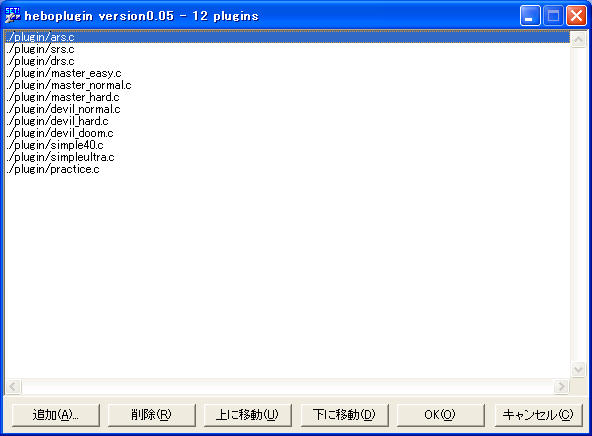 heboplugin version0.05 - 12 plugins
./plugin/ars.c
./plugin/srs.c
./plugin/drs.c
./plugin/master_easy.c
./plugin/master_normal.c
./plugin/master_hard.c
./plugin/devil_normal.c
./plugin/devil_hard.c
./plugin/devil_doom.c
./plugin/simple40.c
./plugin/simpleultra.c
./plugin/practice.c
追加(A)... 削除(R) 上に移動(U) 下に移動(D) OK(O) キャンセル(C)